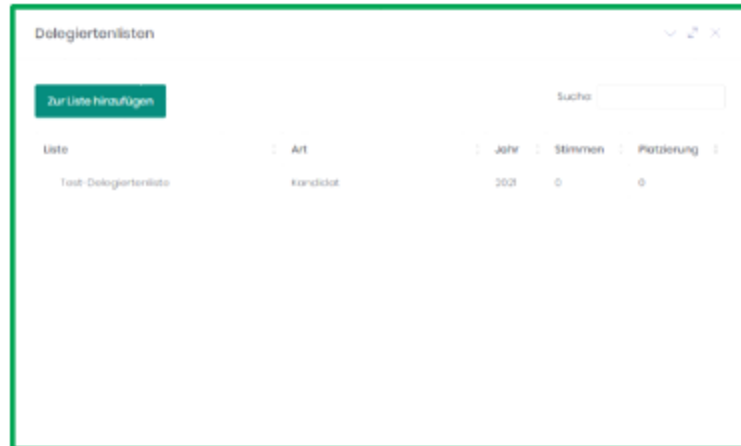 Delegiertenlisten
Zur Liste hinzufügen
Suche
Liste Art Jahr Stimmen Platzierung
Test-Delegiertenliste Kandidat 2021 0 0